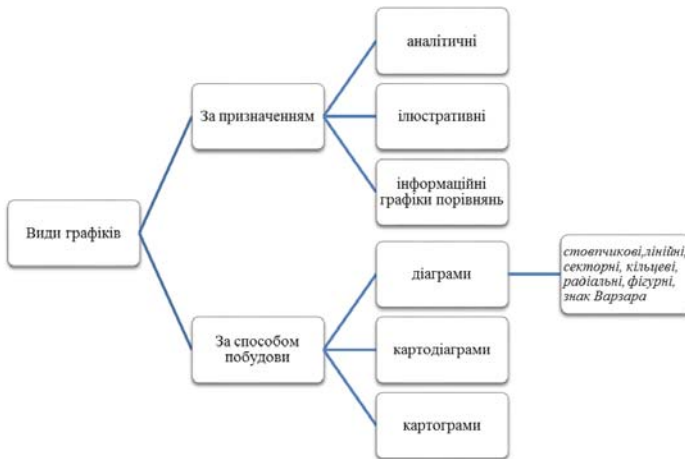 Види графіків
За призначенням
аналітичні
ілюстративні
інформаційні
графіки порівнянь
За способом
побудови
діаграми
стовпчикові,лінійні,
секторні, кільцеві,
радіальні, фігурні,
знак Варзара
картодіаграми
картограми